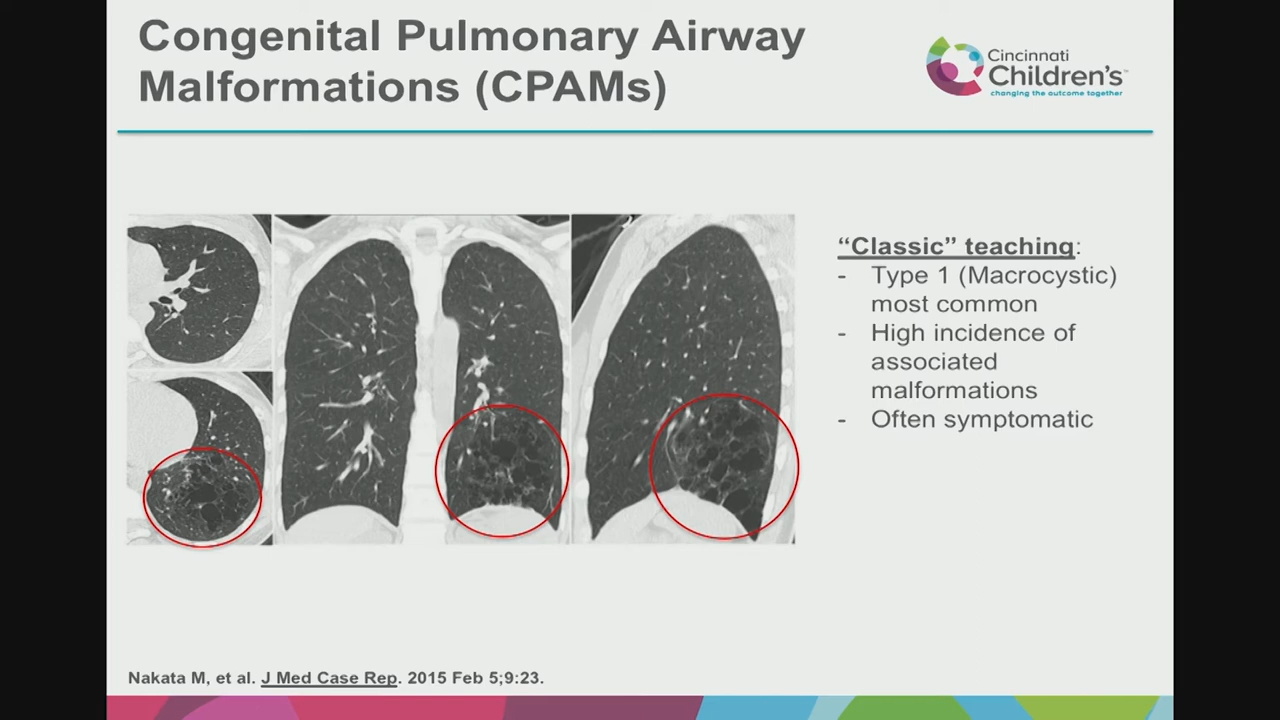 Congenital Pulmonary Airway
Malformations (CPAMs)
Cincinnati
Children's™
changing the outcome together
“Classic” teaching:
- Type 1 (Macrocystic)
most common
- High incidence of
associated
malformations
- Often symptomatic
Nakata M, et al. J Med Case Rep. 2015 Feb 5;9:23.